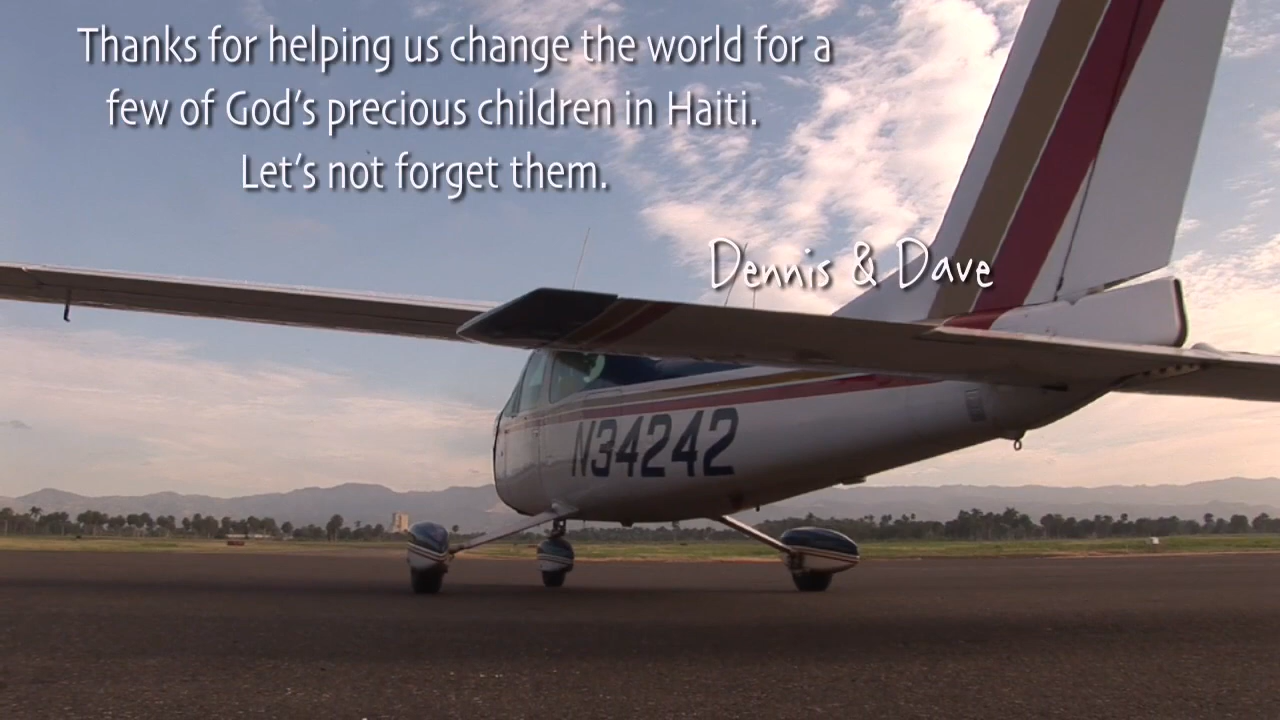 Thanks for helping us change the world for a
few of God's precious children in Haiti.
Let's not forget them.
Dennis & Dave
N34242